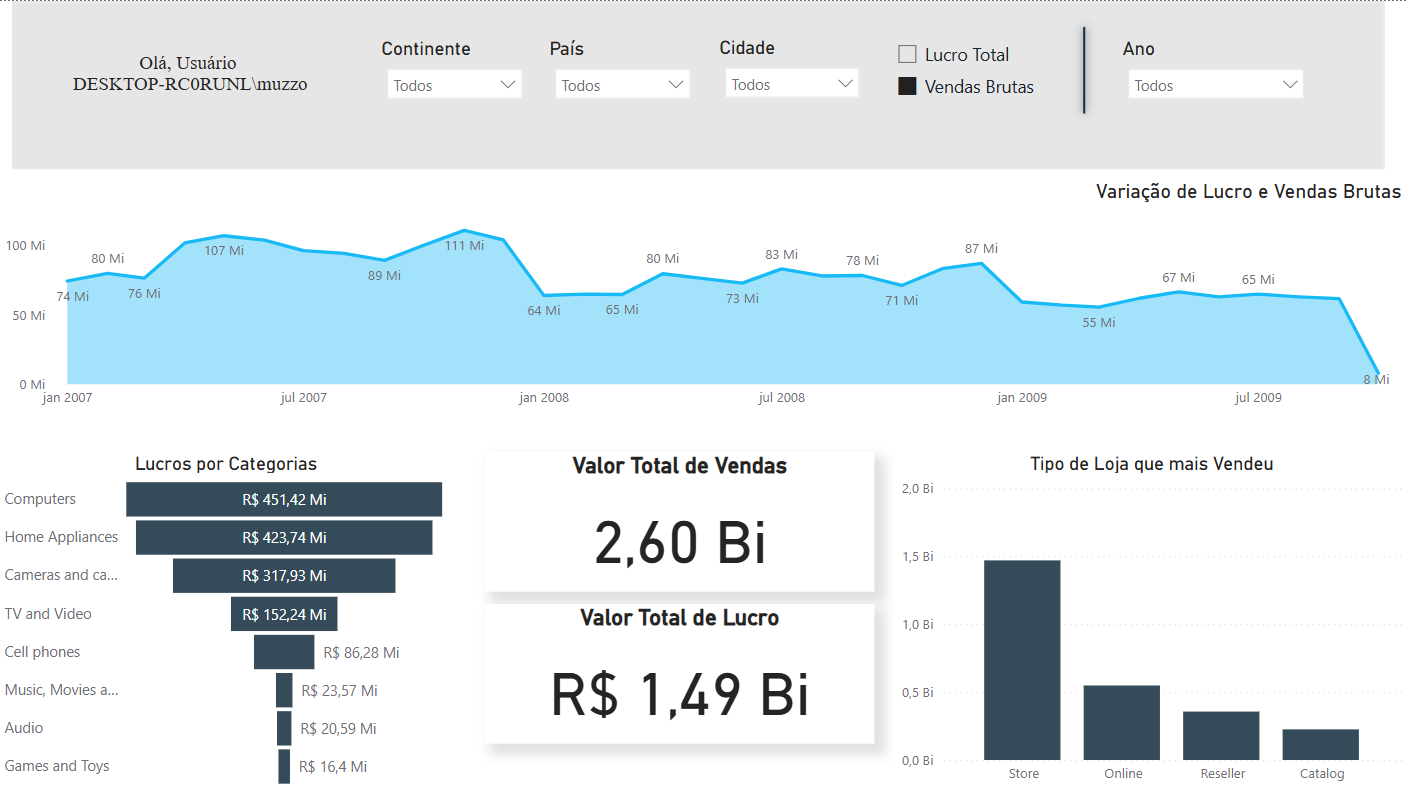 Olá, Usuário
DESKTOP-RC0RUNL\muzzo
Continente
Todos
País
Todos
Cidade
Todos
Lucro Total
Vendas Brutas
Ano
Todos
Variação de Lucro e Vendas Brutas
100 Mi
50 Mi
0 Mi
74 Mi
80 Mi
76 Mi
107 Mi
89 Mi
111 Mi
64 Mi
65 Mi
80 Mi
73 Mi
83 Mi
78 Mi
71 Mi
87 Mi
55 Mi
67 Mi
65 Mi
8 Mi
jan 2007
jul 2007
jan 2008
jul 2008
jan 2009
jul 2009
Lucros por Categorias
Computers R$ 451,42 Mi
Home Appliances R$ 423,74 Mi
Cameras and ca... R$ 317,93 Mi
TV and Video R$ 152,24 Mi
Cell phones R$ 86,28 Mi
Music, Movies a... R$ 23,57 Mi
Audio R$ 20,59 Mi
Games and Toys R$ 16,4 Mi
Valor Total de Vendas
2,60 Bi
Valor Total de Lucro
R$ 1,49 Bi
Tipo de Loja que mais Vendeu
2,0 Bi
1,5 Bi
1,0 Bi
0,5 Bi
0,0 Bi
Store
Online
Reseller
Catalog